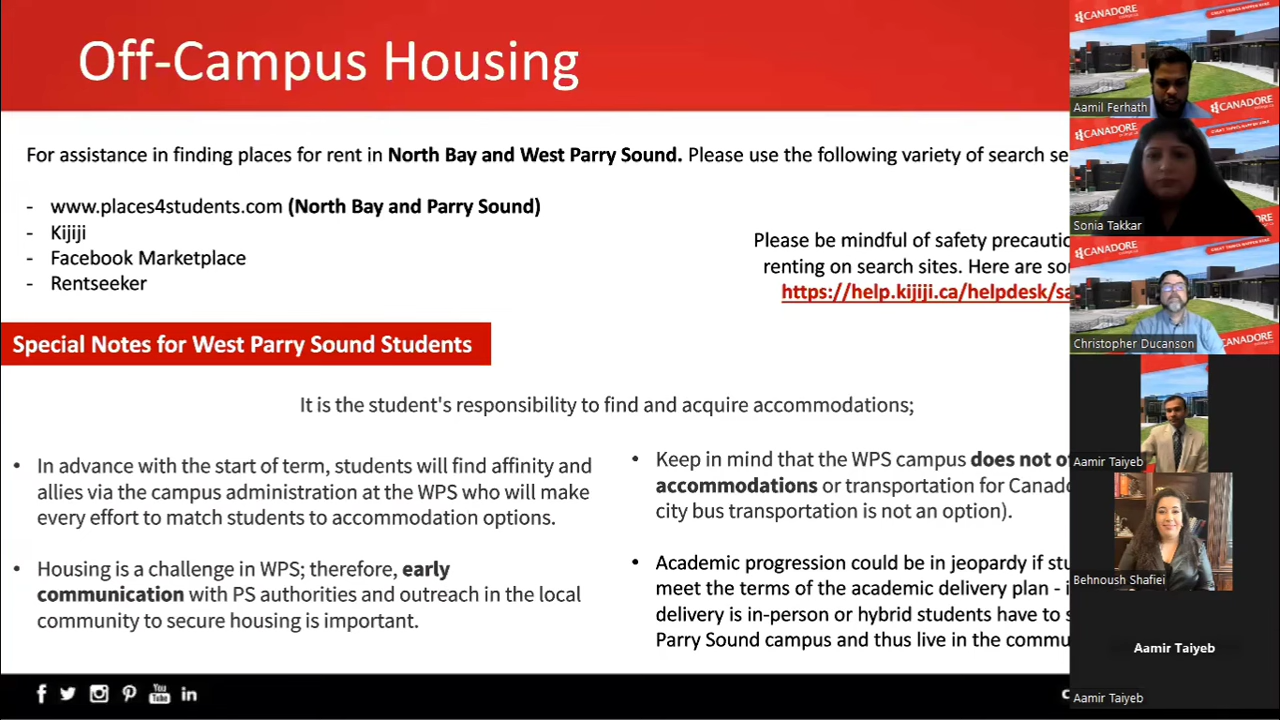 Off-Campus Housing
For assistance in finding places for rent in North Bay and West Parry Sound. Please use the following variety of search
- www.places4students.com (North Bay and Parry Sound)
- Kijiji
- Facebook Marketplace
- Rentseeker
Please be mindful of safety
renting on search sites. Here are
https://help.kijiji.ca/helpdesk/
Special Notes for West Parry Sound Students
It is the student's responsibility to find and acquire accommodations;
• In advance with the start of term, students will find affinity and
allies via the campus administration at the WPS who will make
every effort to match students to accommodation options.
• Housing is a challenge in WPS; therefore, early
communication with PS authorities and outreach in the local
community to secure housing is important.
• Keep in mind that the WPS campus does not
accommodations or transportation for
city bus transportation is not an option).
• Academic progression could be in jeopardy if
meet the terms of the academic delivery plan -
delivery is in-person or hybrid students have to
Parry Sound campus and thus live in the
You
Tube
CANADORE
CANADORE
Aamil Ferhath
CANADORE
Sonia Takkar
CANADORE
Christopher Ducanson
Aamir Taiyeb
Behnoush Shafiei
Aamir Taiyeb
Aamir Taiyeb